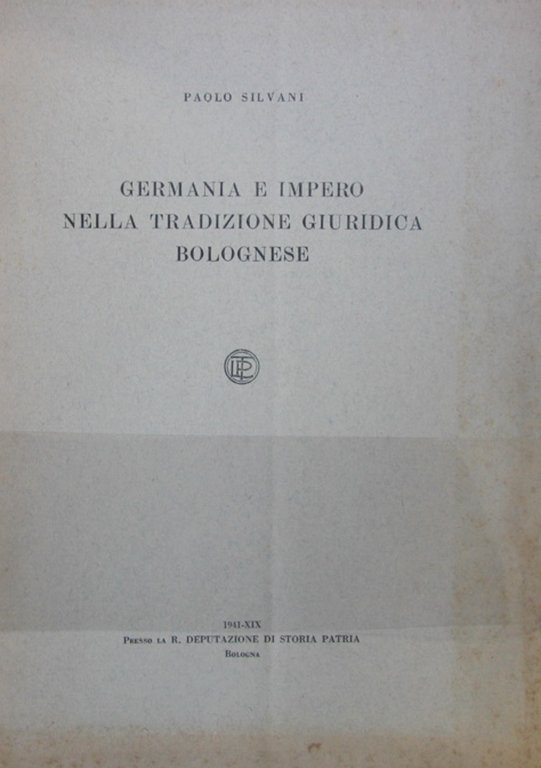 PAOLO SILVANI
GERMANIA E IMPERO
NELLA TRADIZIONE GIURIDICA
BOLOGNESE
1941-XIX
PRESSO LA R. DEPUTAZIONE DI STORIA PATRIA
BOLOGNA